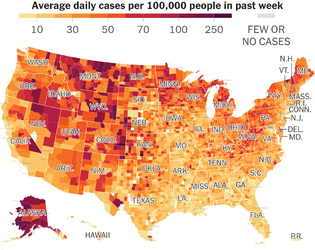 Average daily cases per 100,000 people in past week
10 30 50 70 100 250 FEW OR
NO CASES
WASH.
MONT.
N.D.
MINN.
N.H.
VT.
ME.
ORE.
IDAHO
WYO.
S.D.
WIS.
MICH.
N.Y.
MASS.
R.I.
CONN.
NEV.
UTAH
COLO.
NEB.
IOWA
ILL.
IND.
OHIO
PA.
N.J.
DEL.
MD.
CALIF.
KAN.
MO.
KY.
ARIZ.
N.M.
OKLA.
ARK.
TENN.
N.C.
S.C.
TEXAS
LA.
MISS.
ALA.
GA.
FLA.
ALASKA
HAWAII
P.R.